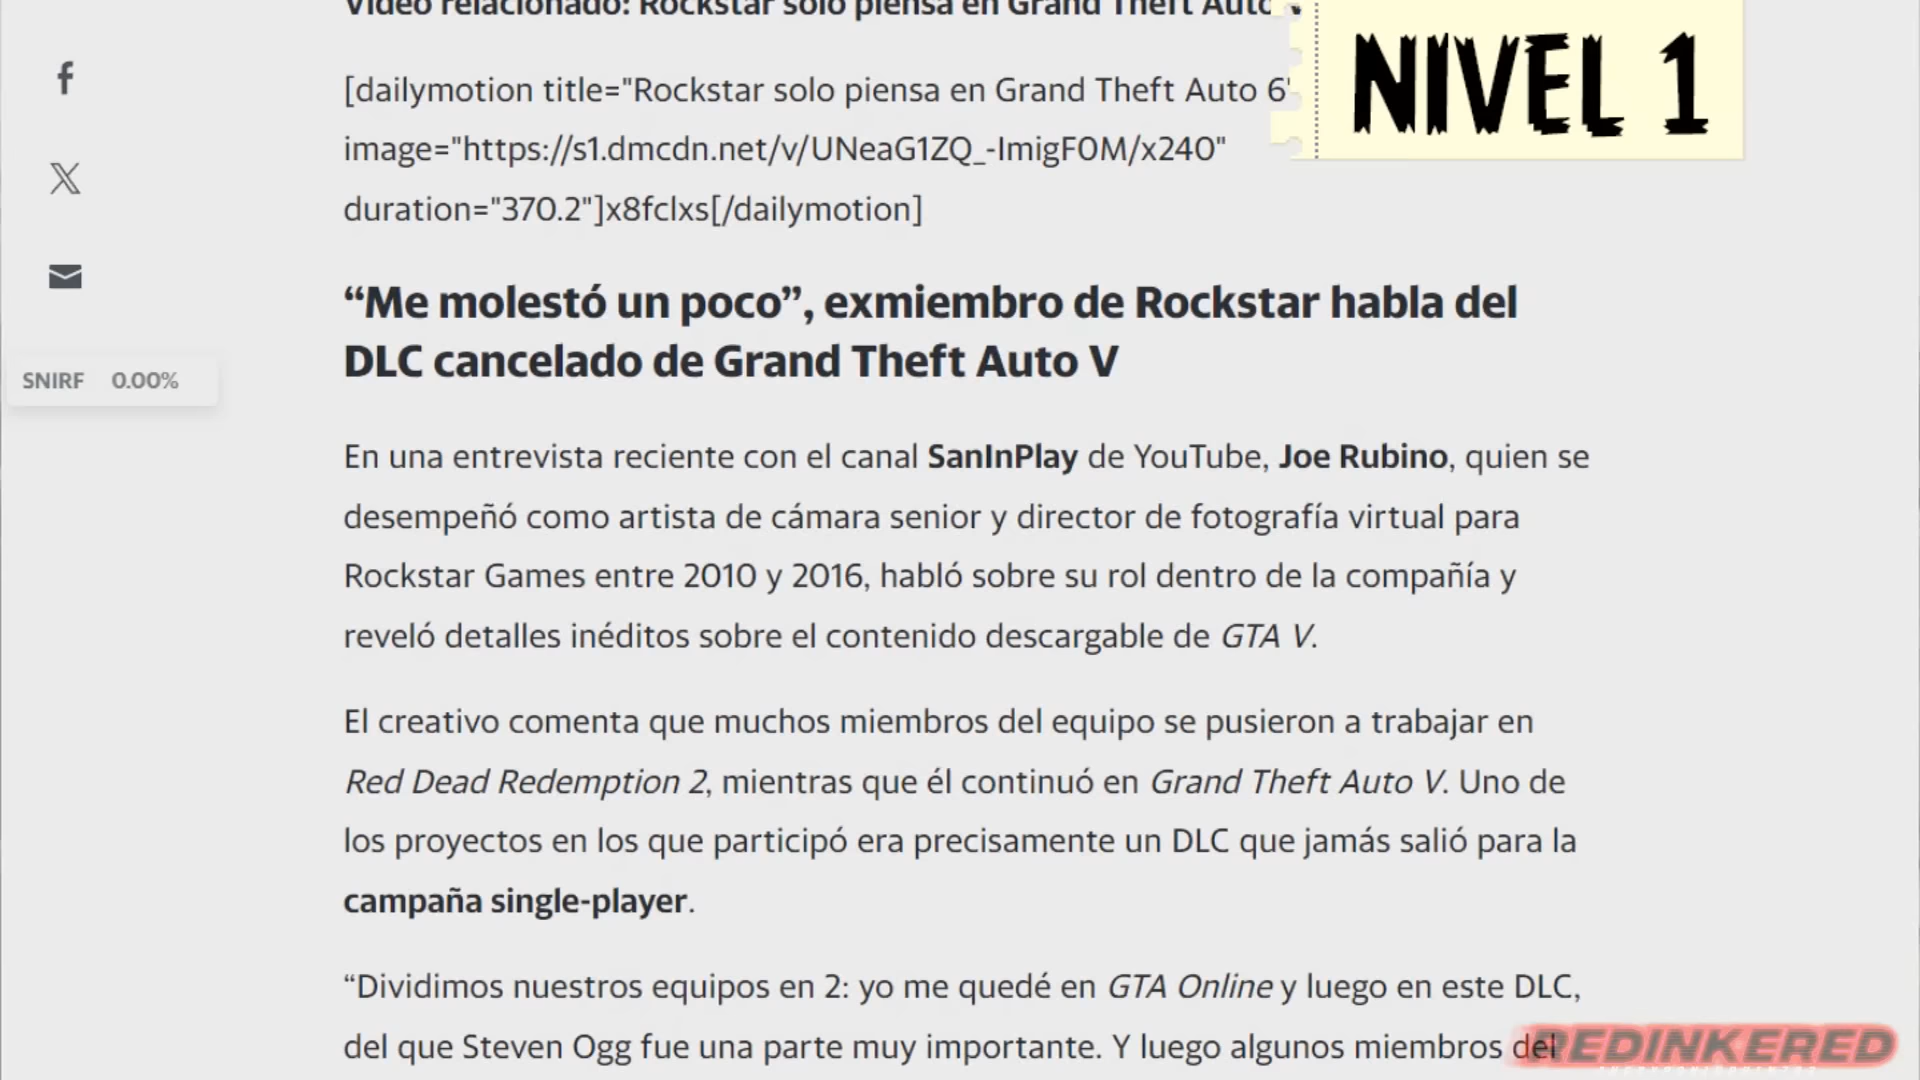 Video relacionado: Rockstar solo piensa en Grand Theft Auto
NIVEL 1
[dailymotion title="Rockstar solo piensa en Grand Theft Auto 6"
image="https://s1.dmcdn.net/v/UNeaG1ZQ_-ImigF0M/x240"
duration="370.2"]x8fclxs[/dailymotion]
“Me molestó un poco”, exmiembro de Rockstar habla del
DLC cancelado de Grand Theft Auto V
SNIRF 0.00%
En una entrevista reciente con el canal SanInPlay de YouTube, Joe Rubino, quien se
desempeñó como artista de cámara senior y director de fotografía virtual para
Rockstar Games entre 2010 y 2016, habló sobre su rol dentro de la compañía y
reveló detalles inéditos sobre el contenido descargable de GTA V.
El creativo comenta que muchos miembros del equipo se pusieron a trabajar en
Red Dead Redemption 2, mientras que él continuó en Grand Theft Auto V. Uno de
los proyectos en los que participó era precisamente un DLC que jamás salió para la
campaña single-player.
“Dividimos nuestros equipos en 2: yo me quedé en GTA Online y luego en este DLC,
del que Steven Ogg fue una parte muy importante. Y luego algunos miembros del
REDINKERED